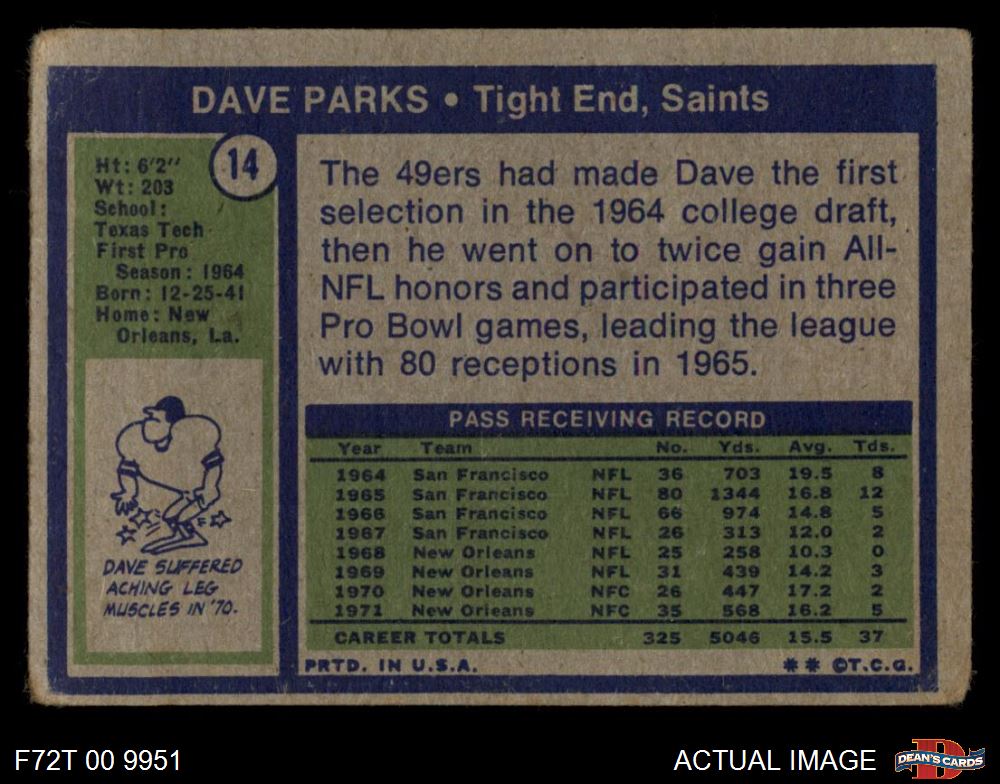 DAVE PARKS • Tight End, Saints
14
Ht: 6'2"
Wt: 203
School:
Texas Tech
First Pro
Season: 1964
Born: 12-25-41
Home: New
Orleans, La.
DAVE SUFFERED
ACHING LEG
MUSCLES IN '70.
The 49ers had made Dave the first
selection in the 1964 college draft,
then he went on to twice gain All-
NFL honors and participated in three
Pro Bowl games, leading the league
with 80 receptions in 1965.
PASS RECEIVING RECORD
Year Team No. Yds. Avg. Tds.
1964 San Francisco NFL 36 703 19.5 8
1965 San Francisco NFL 80 1344 16.8 12
1966 San Francisco NFL 66 974 14.8 5
1967 San Francisco NFL 26 313 12.0 2
1968 New Orleans NFL 25 258 10.3 0
1969 New Orleans NFL 31 439 14.2 3
1970 New Orleans NFC 26 447 17.2 2
1971 New Orleans NFC 35 568 16.2 5
CAREER TOTALS 325 5046 15.5 37
PRTD. IN U.S.A. ** ©T.C.G.
F72T 00 9951
ACTUAL IMAGE
D
DEAN'S CARDS